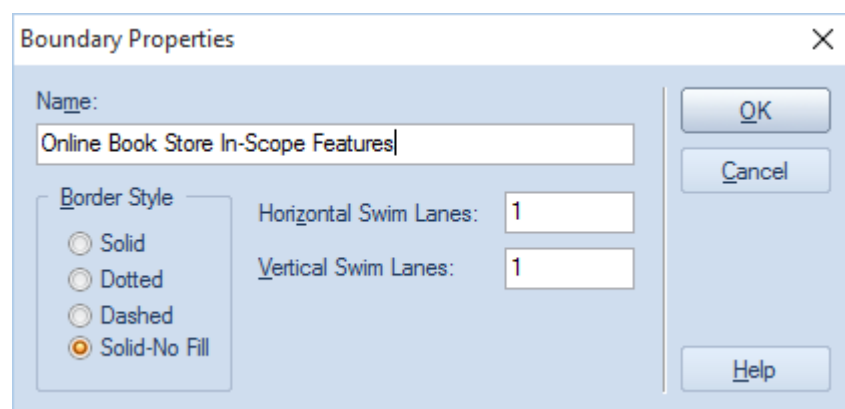 Boundary Properties
Name:
Online Book Store In-Scope Features
Border Style
Solid
Dotted
Dashed
Solid-No Fill
Horizontal Swim Lanes: 1
Vertical Swim Lanes: 1
OK
Cancel
Help